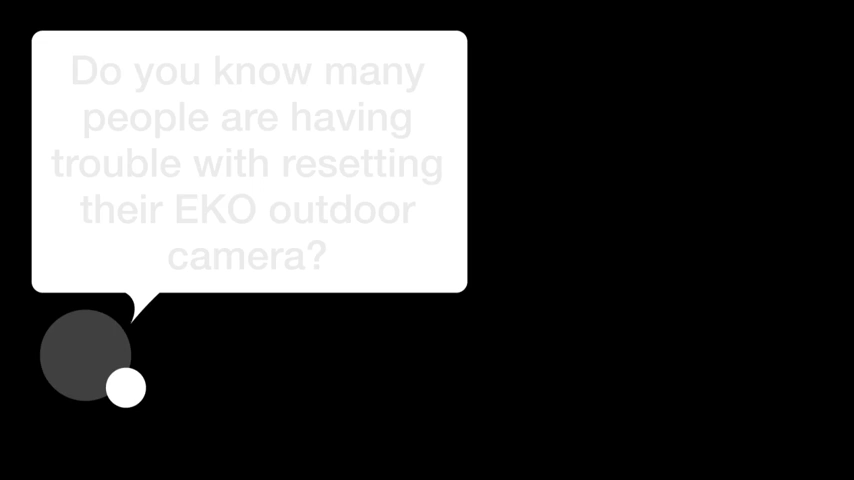 Do you know many
people are having
trouble with resetting
their EKO outdoor
camera?